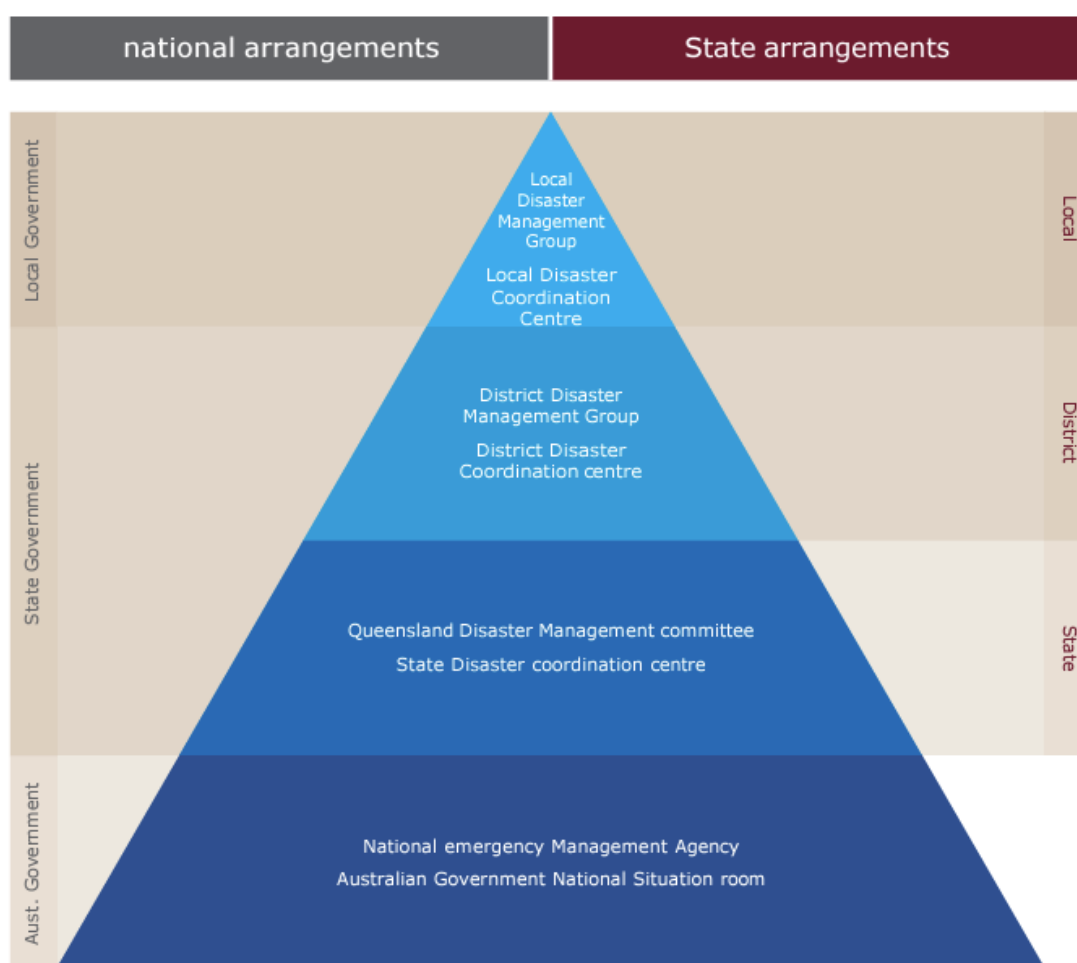 national arrangements
State arrangements
Local Government
Local
Disaster
Management
Group
Local Disaster
Coordination
Centre
Local
State Government
District Disaster
Management Group
District Disaster
Coordination centre
District
Queensland Disaster Management committee
State Disaster coordination centre
State
Aust. Government
National emergency Management Agency
Australian Government National Situation room